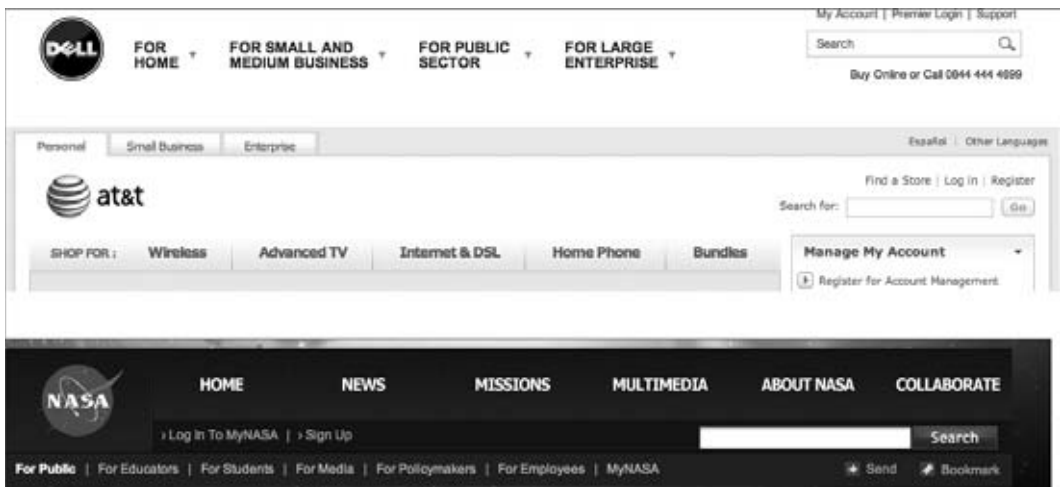 My Account | Premier Login | Support
DELL
FOR HOME
FOR SMALL AND MEDIUM BUSINESS
FOR PUBLIC SECTOR
FOR LARGE ENTERPRISE
Search
Buy Online or Call 0844 444 4699
Personal Small Business Enterprise
Español | Other Languages
at&t
Find a Store | Log in | Register
Search for: Go
SHOP FOR: Wireless Advanced TV Internet & DSL Home Phone Bundles
Manage My Account
Register for Account Management
NASA
HOME NEWS MISSIONS MULTIMEDIA ABOUT NASA COLLABORATE
› Log In To MyNASA | › Sign Up
Search
For Public | For Educators | For Students | For Media | For Policymakers | For Employees | MyNASA
Send Bookmark